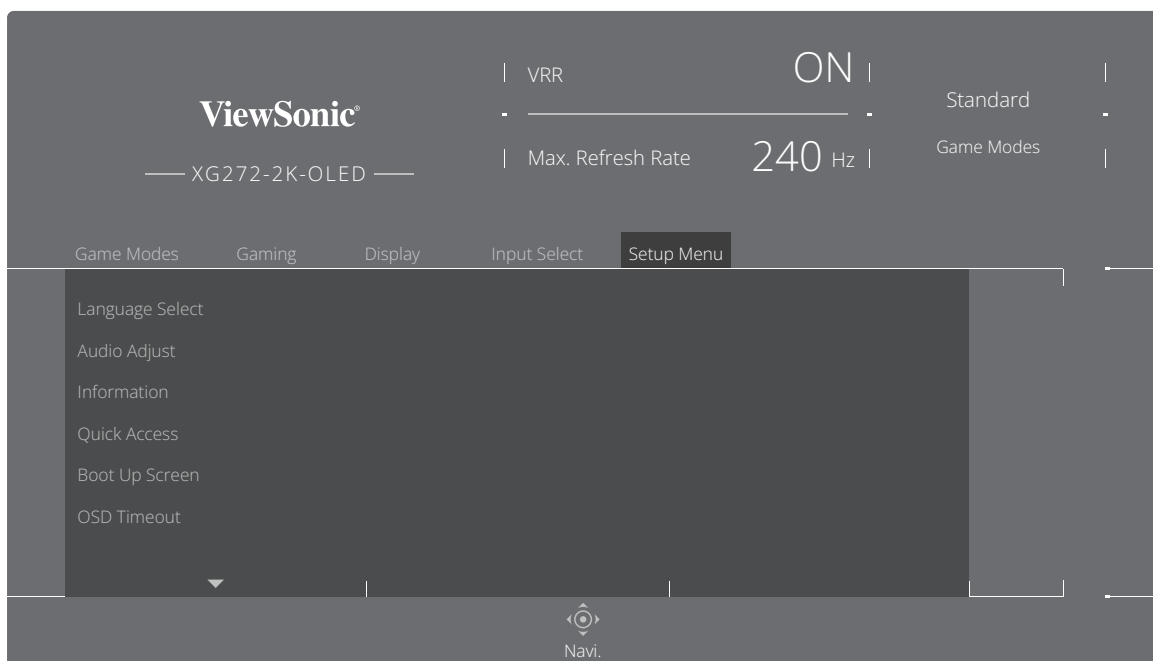 ViewSonic®
XG272-2K-OLED
VRR ON
Max. Refresh Rate 240 Hz
Standard
Game Modes
Game Modes Gaming Display Input Select Setup Menu
Language Select
Audio Adjust
Information
Quick Access
Boot Up Screen
OSD Timeout
Navi.